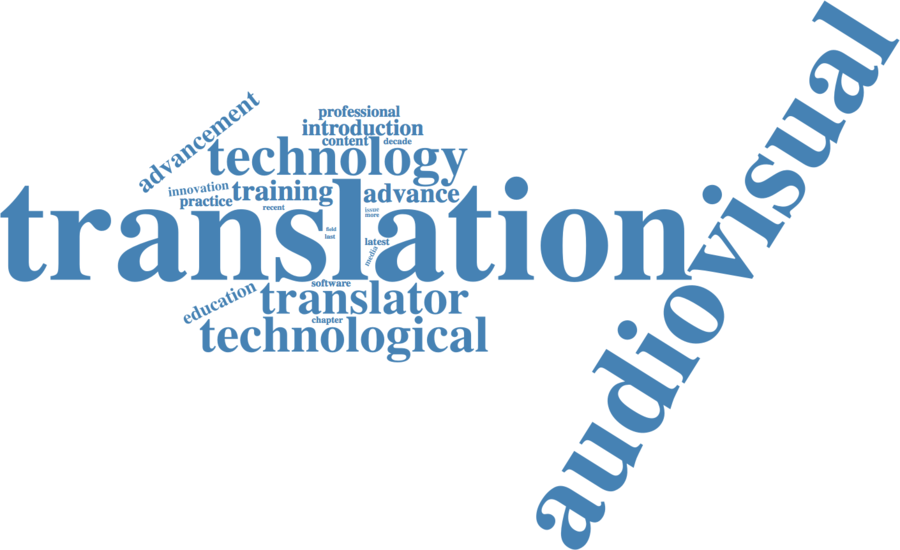 audiovisual
advancement
professional
introduction
content
decade
technology
innovation
training
advance
practice
recent
issue
more
translation
field
last
latest
media
education
software
translator
chapter
technological